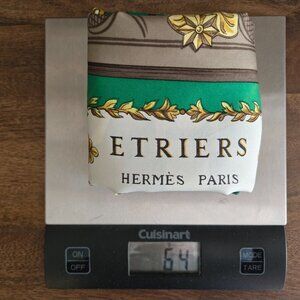 ETRIERS
HERMÈS PARIS
Cuisinart
ON
OFF
64
MODE
TARE